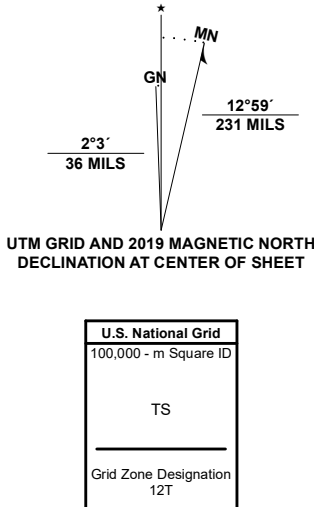 ★
MN
GN
12°59´
231 MILS
2°3´
36 MILS
UTM GRID AND 2019 MAGNETIC NORTH
DECLINATION AT CENTER OF SHEET
U.S. National Grid
100,000 - m Square ID
TS
Grid Zone Designation
12T